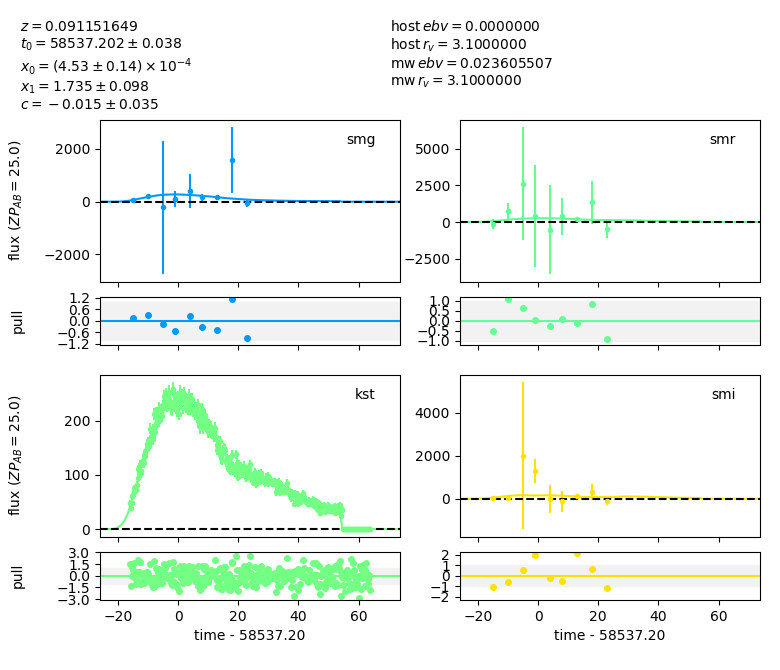 z = 0.091151649
t₀ = 58537.202 ± 0.038
x₀ = (4.53 ± 0.14) × 10⁻⁴
x₁ = 1.735 ± 0.098
c = −0.015 ± 0.035
host ebv = 0.0000000
host r_v = 3.1000000
mw ebv = 0.023605507
mw r_v = 3.1000000
flux (ZP_AB = 25.0)
2000
0
−2000
smg
5000
2500
0
−2500
smr
pull
1.2
0.6
0.0
−0.6
−1.2
1.0
0.5
0.0
−0.5
−1.0
flux (ZP_AB = 25.0)
200
100
0
kst
4000
2000
0
smi
pull
3.0
1.5
0.0
−1.5
−3.0
2
1
0
−1
−2
−20 0 20 40 60
−20 0 20 40 60
time - 58537.20
time - 58537.20